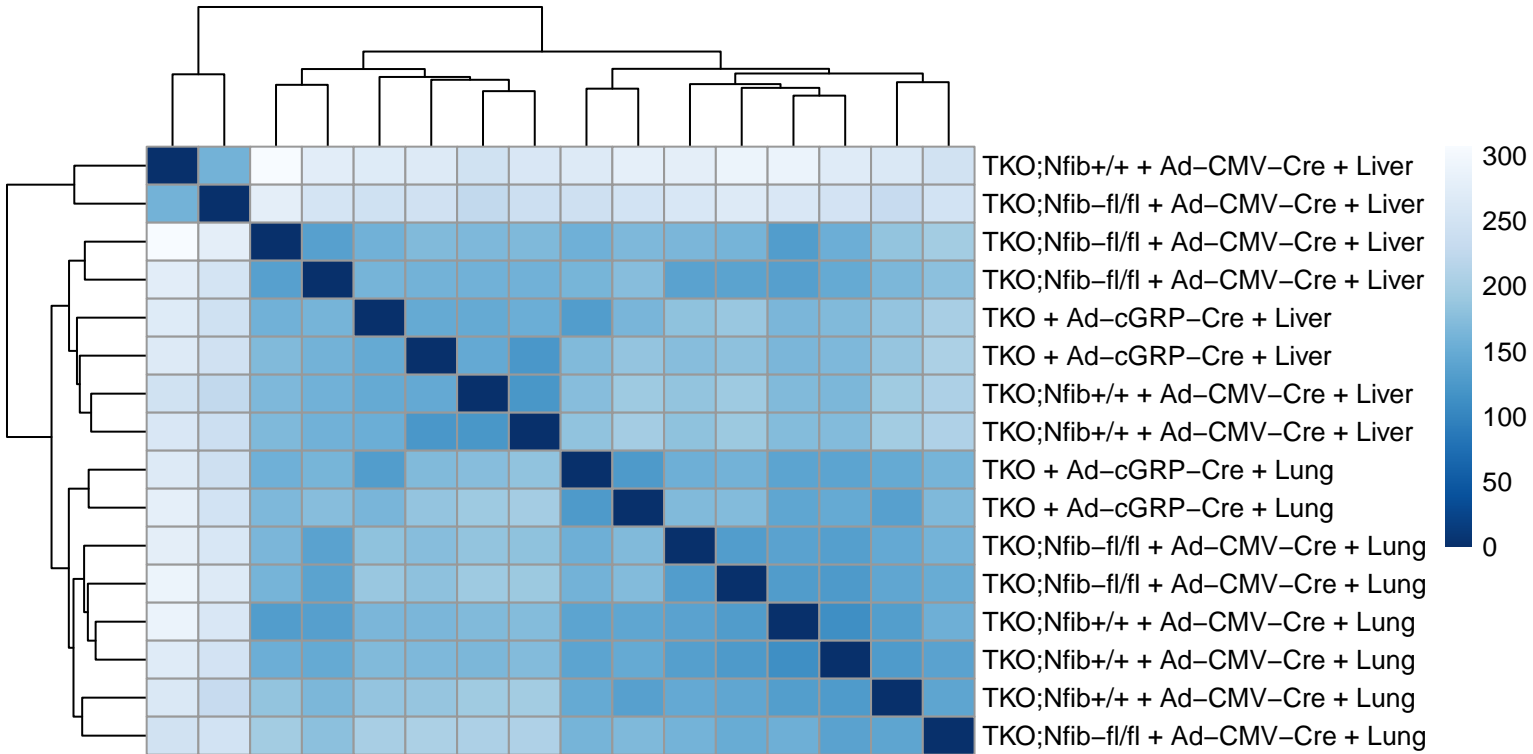 TKO;Nfib+/+ + Ad−CMV−Cre + Liver
TKO;Nfib−fl/fl + Ad−CMV−Cre + Liver
TKO;Nfib−fl/fl + Ad−CMV−Cre + Liver
TKO;Nfib−fl/fl + Ad−CMV−Cre + Liver
TKO + Ad−cGRP−Cre + Liver
TKO + Ad−cGRP−Cre + Liver
TKO;Nfib+/+ + Ad−CMV−Cre + Liver
TKO;Nfib+/+ + Ad−CMV−Cre + Liver
TKO + Ad−cGRP−Cre + Lung
TKO + Ad−cGRP−Cre + Lung
TKO;Nfib−fl/fl + Ad−CMV−Cre + Lung
TKO;Nfib−fl/fl + Ad−CMV−Cre + Lung
TKO;Nfib+/+ + Ad−CMV−Cre + Lung
TKO;Nfib+/+ + Ad−CMV−Cre + Lung
TKO;Nfib+/+ + Ad−CMV−Cre + Lung
TKO;Nfib−fl/fl + Ad−CMV−Cre + Lung
300
250
200
150
100
50
0